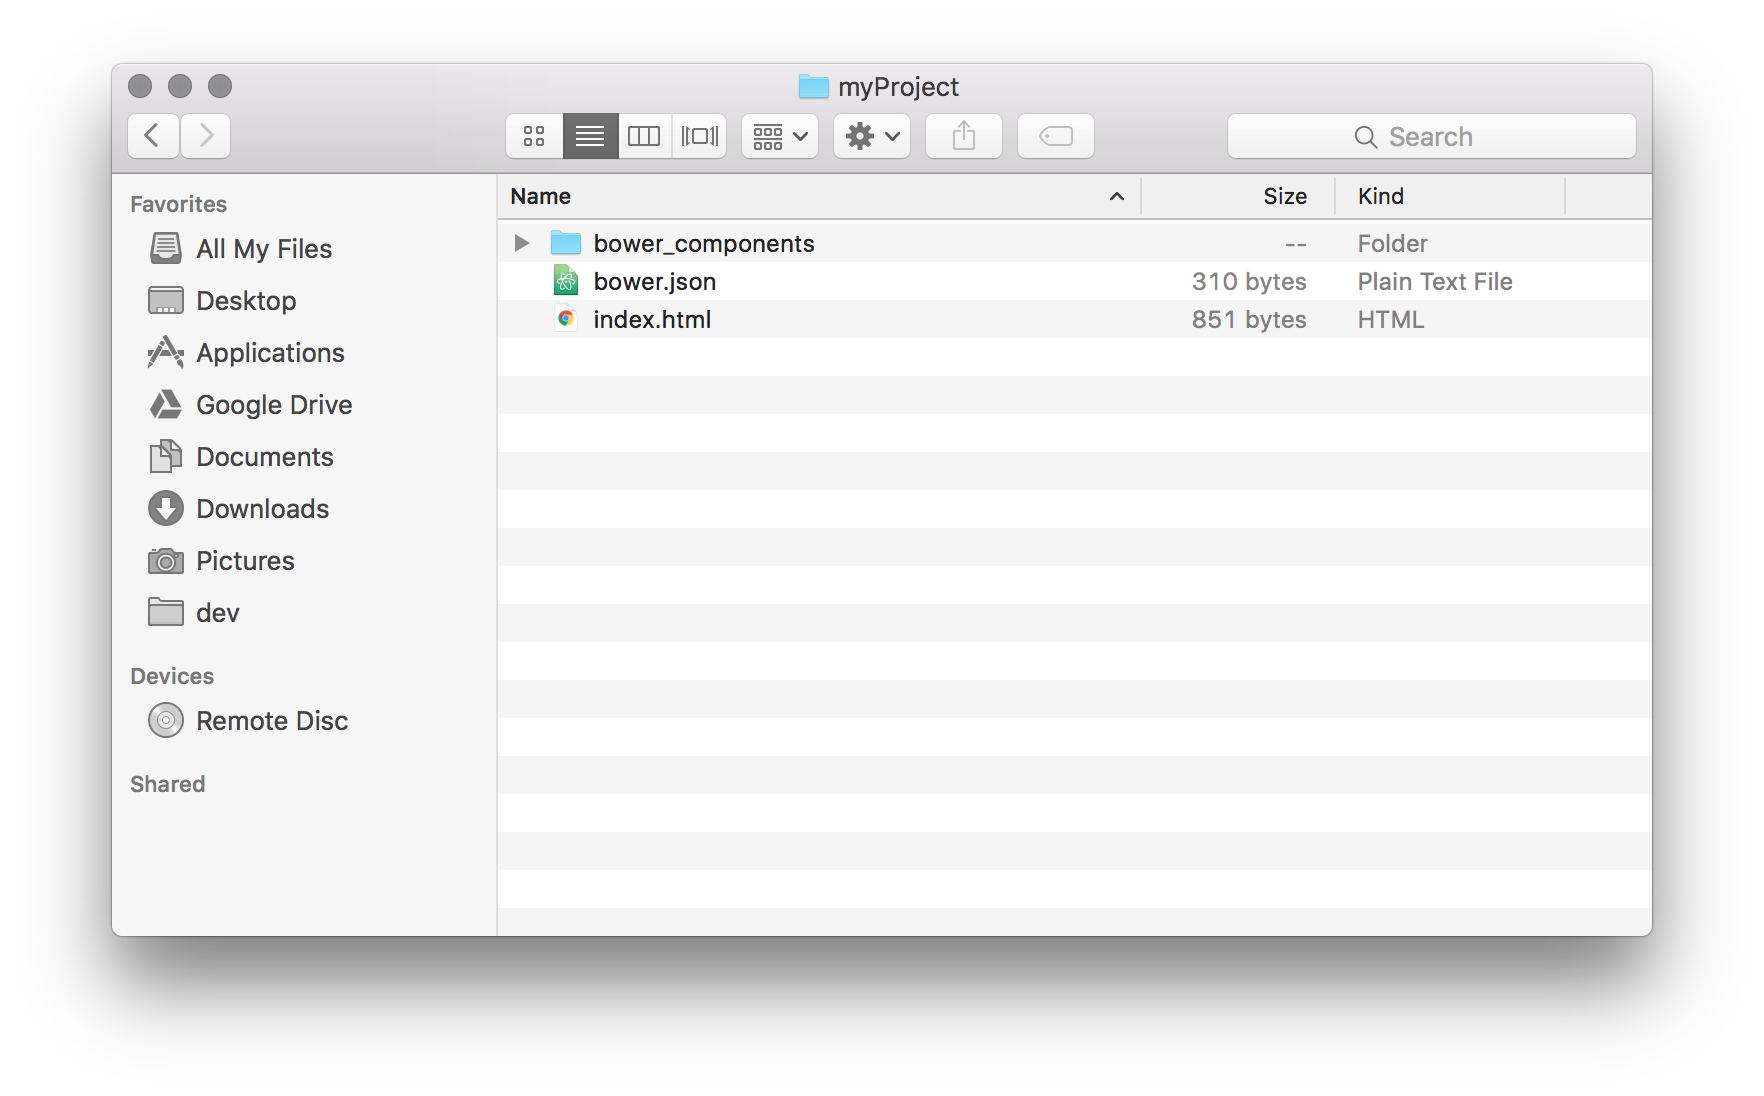 myProject
Search
Favorites
All My Files
Desktop
Applications
Google Drive
Documents
Downloads
Pictures
dev
Devices
Remote Disc
Shared
Name Size Kind
bower_components -- Folder
bower.json 310 bytes Plain Text File
index.html 851 bytes HTML